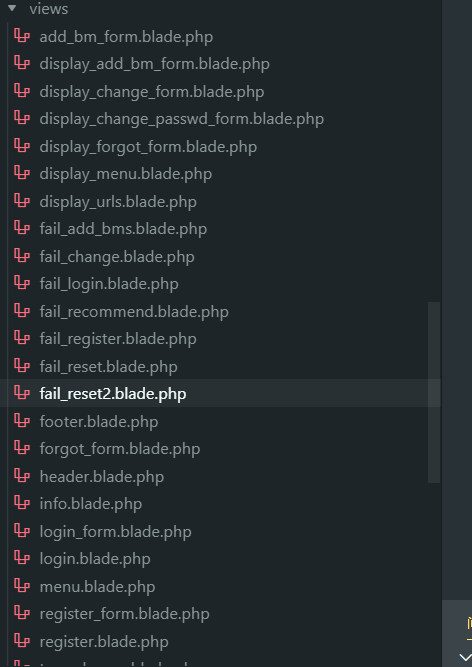 views
add_bm_form.blade.php
display_add_bm_form.blade.php
display_change_form.blade.php
display_change_passwd_form.blade.php
display_forgot_form.blade.php
display_menu.blade.php
display_urls.blade.php
fail_add_bms.blade.php
fail_change.blade.php
fail_login.blade.php
fail_recommend.blade.php
fail_register.blade.php
fail_reset.blade.php
fail_reset2.blade.php
footer.blade.php
forgot_form.blade.php
header.blade.php
info.blade.php
login_form.blade.php
login.blade.php
menu.blade.php
register_form.blade.php
register.blade.php